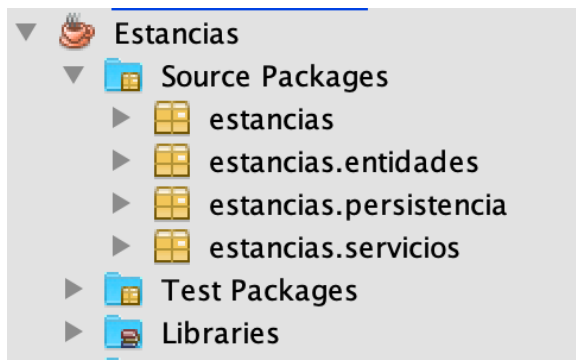 Estancias
Source Packages
estancias
estancias.entidades
estancias.persistencia
estancias.servicios
Test Packages
Libraries